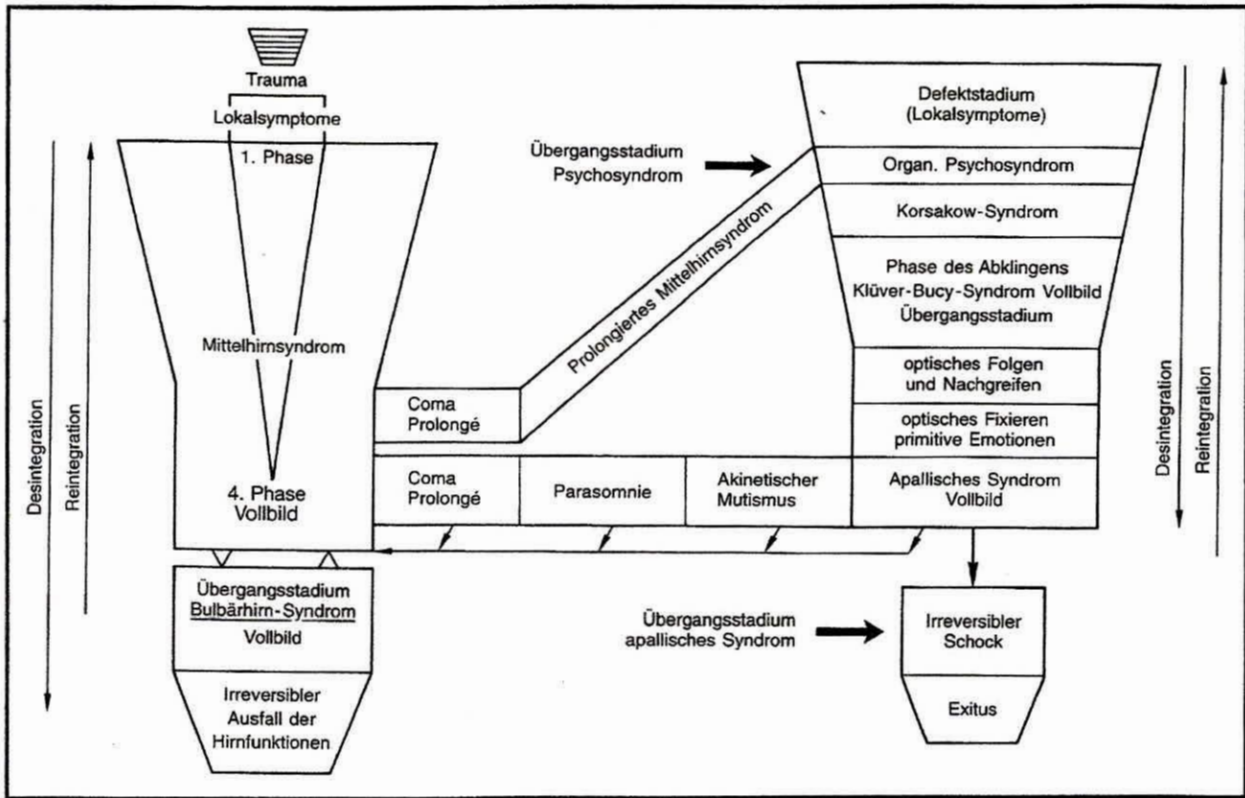 Trauma
Lokalsymptome
1. Phase
Mittelhirnsyndrom
4. Phase
Vollbild
Übergangsstadium
Bulbärhirn-Syndrom
Vollbild
Irreversibler
Ausfall der
Hirnfunktionen
Desintegration
Reintegration
Coma
Prolongé
Prolongiertes Mittelhirnsyndrom
Übergangsstadium
Psychosyndrom
Coma
Prolongé
Parasomnie
Akinetischer
Mutismus
Defektstadium
(Lokalsymptome)
Organ. Psychosyndrom
Korsakow-Syndrom
Phase des Abklingens
Klüver-Bucy-Syndrom Vollbild
Übergangsstadium
optisches Folgen
und Nachgreifen
optisches Fixieren
primitive Emotionen
Apallisches Syndrom
Vollbild
Übergangsstadium
apallisches Syndrom
Irreversibler
Schock
Exitus
Desintegration
Reintegration